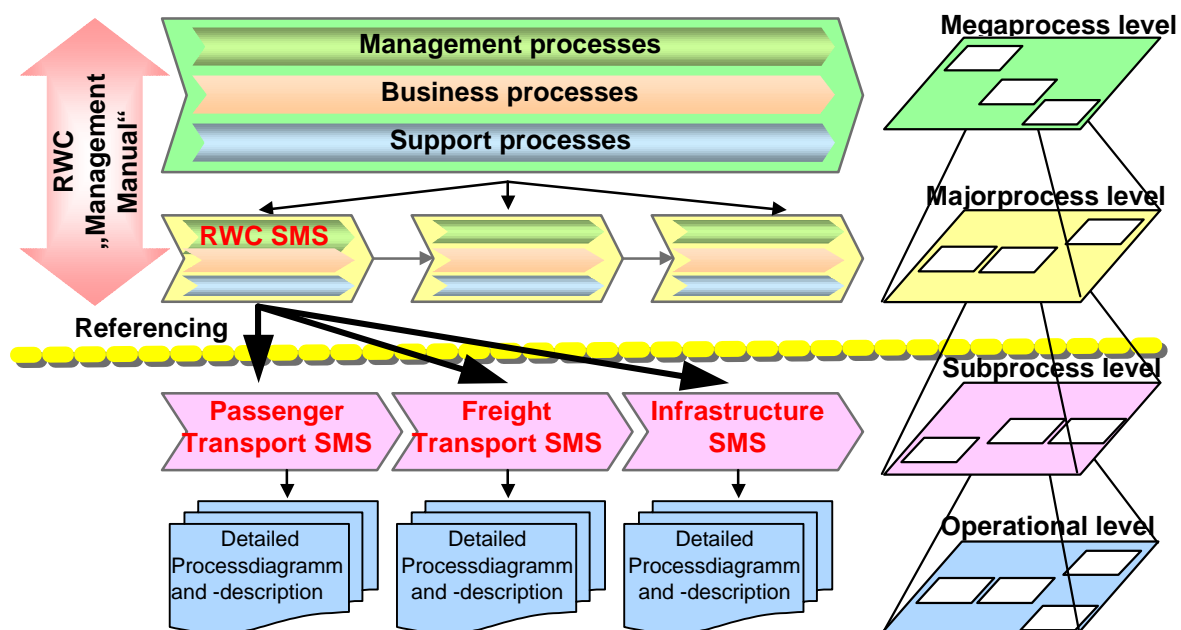 Megaprocess level
Management processes
Business processes
Support processes
RWC
„Management
Manual“
Majorprocess level
RWC SMS
Referencing
Subprocess level
Passenger
Transport SMS
Freight
Transport SMS
Infrastructure
SMS
Operational level
Detailed
Processdiagramm
and -description
Detailed
Processdiagramm
and -description
Detailed
Processdiagramm
and -description